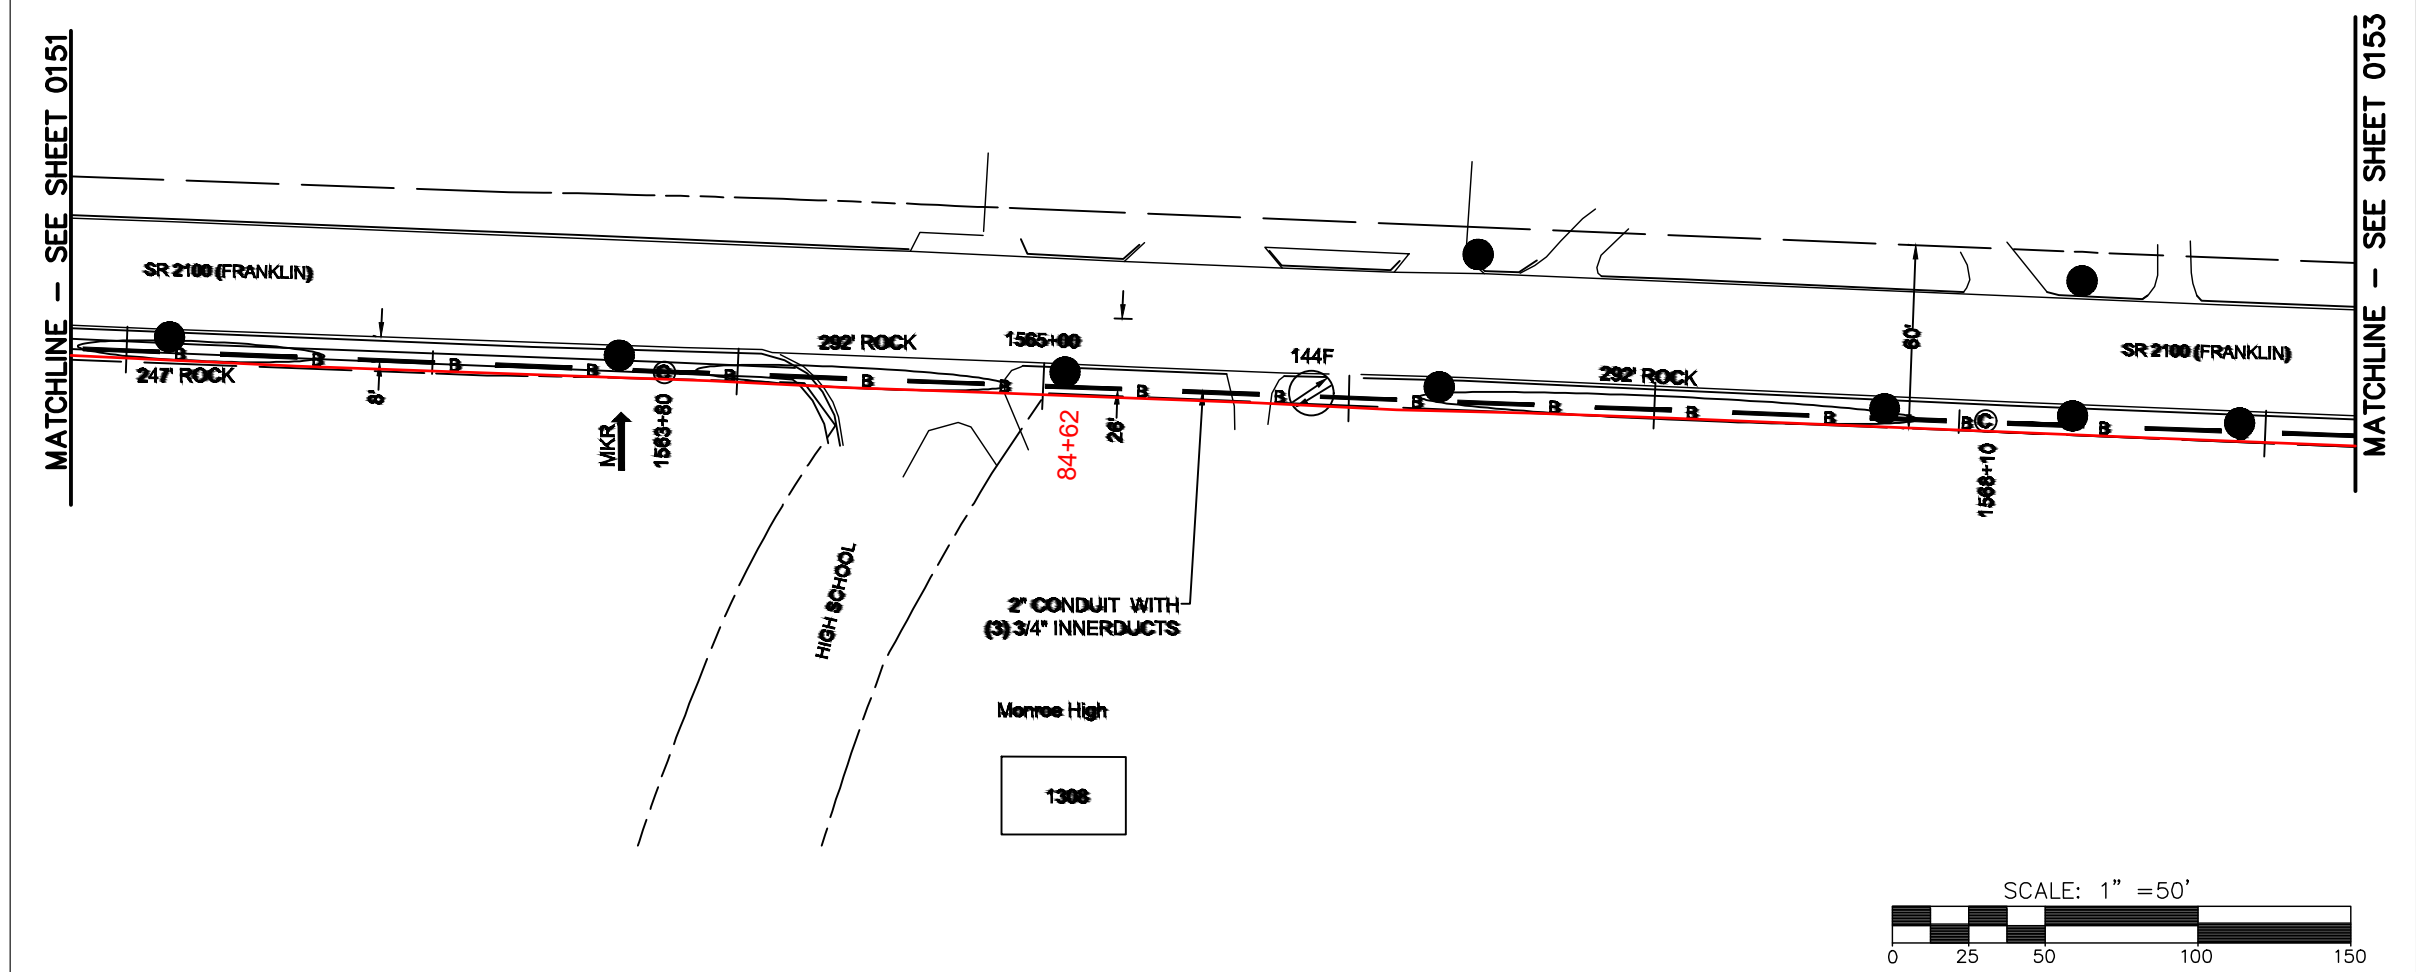 MATCHLINE – SEE SHEET 0151
MATCHLINE – SEE SHEET 0153
SR 2100 (FRANKLIN)
292' ROCK
1565+00
144F
60'
SR 2100 (FRANKLIN)
247' ROCK
292' ROCK
8'
MKR
1563+80
84+62
26'
1568+10
HIGH SCHOOL
2" CONDUIT WITH
(3) 3/4" INNERDUCTS
Monroe High
1308
B B B B B B B B B B B B B B B
C
C
SCALE: 1" =50'
0 25 50 100 150